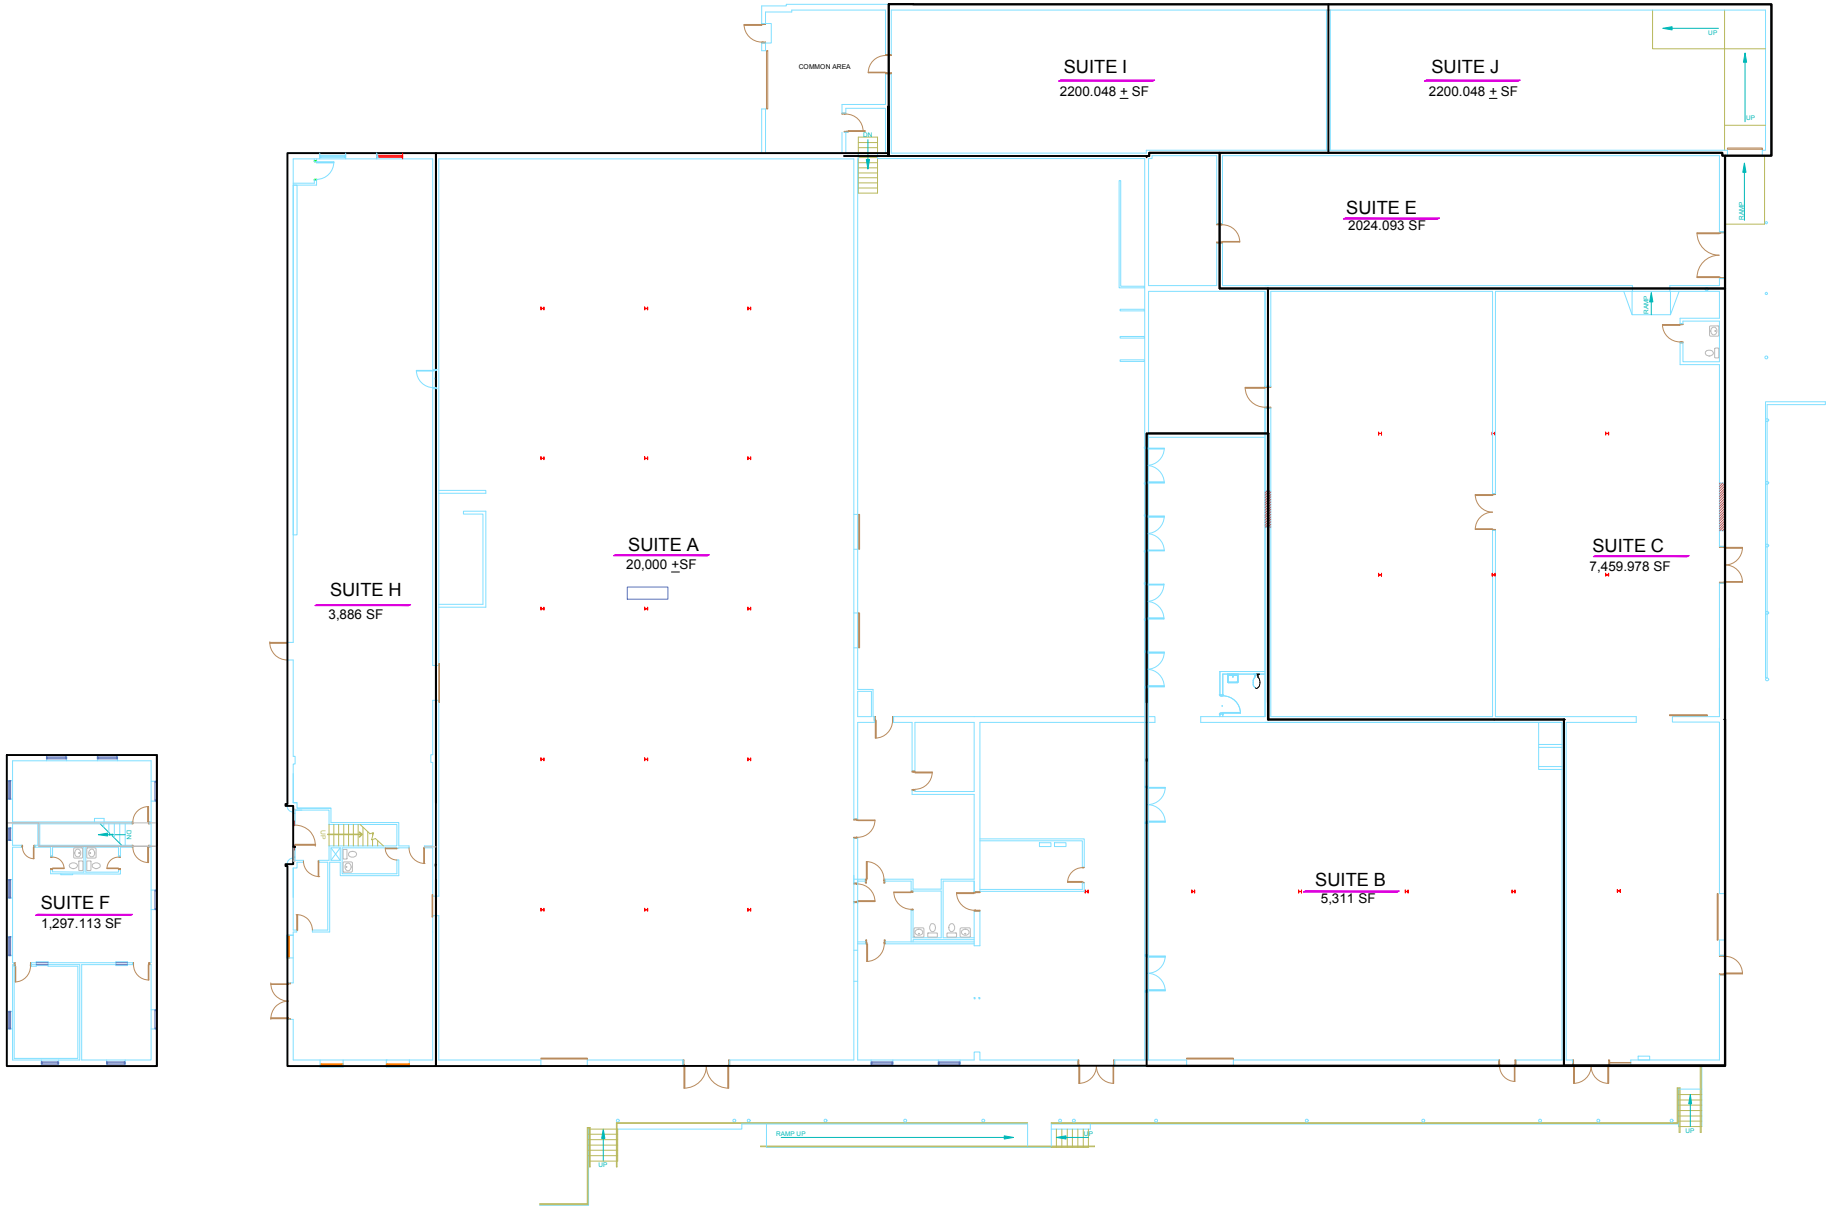 COMMON AREA
SUITE I
2200.048 ± SF
SUITE J
2200.048 ± SF
UP
UP
DN
SUITE E
2024.093 SF
RAMP
RAMP
SUITE A
20,000 ±SF
SUITE C
7,459.978 SF
SUITE H
3,886 SF
UP
DN
SUITE F
1,297.113 SF
SUITE B
5,311 SF
RAMP UP
UP
UP
UP